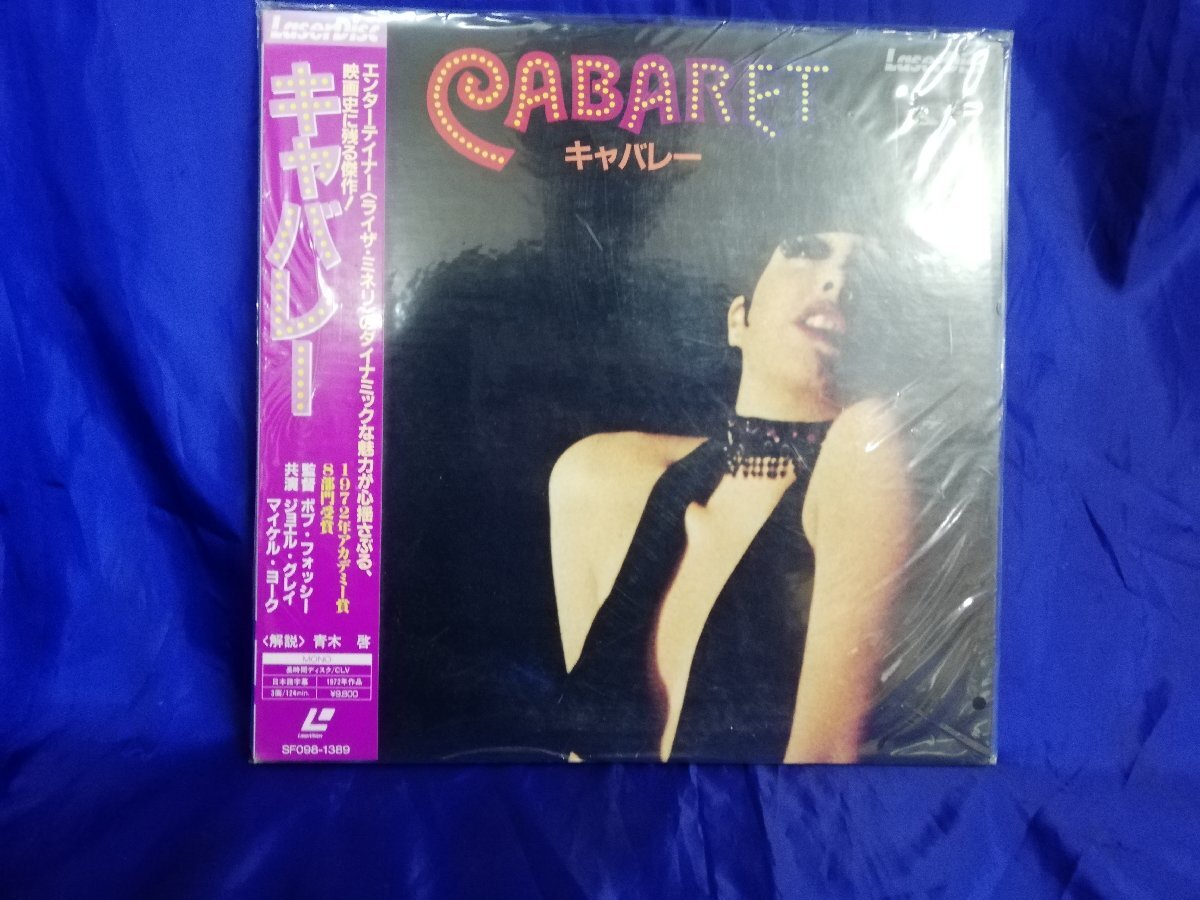 LaserDisc
キャバレー
エンターテイナー〈ライザ・ミネリ〉のダイナミックな魅力が心揺さぶる、
映画史に残る傑作!
1972年アカデミー賞
8部門受賞
監督 ボブ・フォッシー
共演 ジョエル・グレイ
マイケル・ヨーク
〈解説〉青木 啓
MONO
長時間ディスク/CLV
日本語字幕 1972年作品
3面/124min. ¥9,800
LaserDisc
SF098-1389
CABARET
キャバレー
LaserDisc